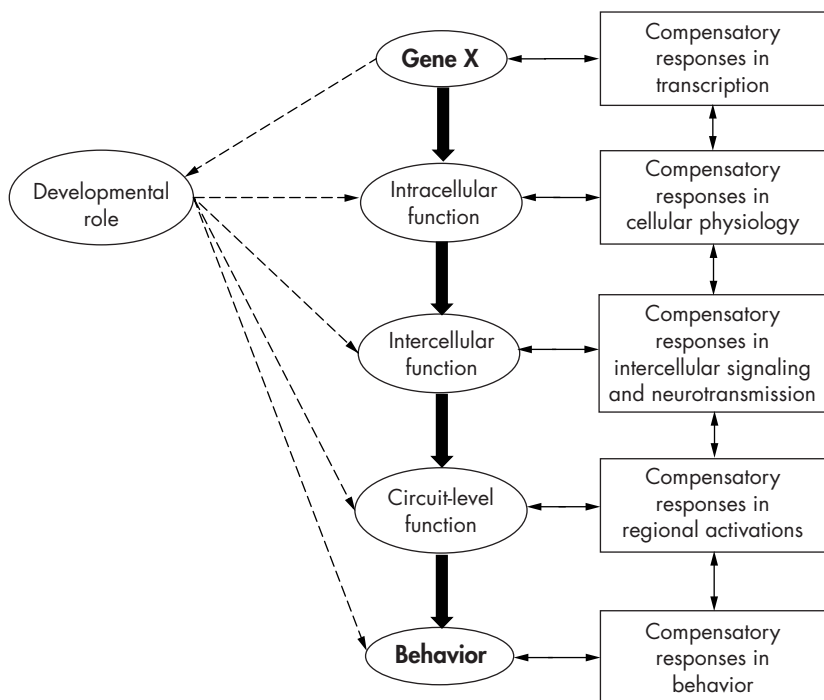 Gene X
Compensatory
responses in
transcription
Developmental
role
Intracellular
function
Compensatory
responses in
cellular physiology
Intercellular
function
Compensatory
responses in
intercellular signaling
and neurotransmission
Circuit-level
function
Compensatory
responses in
regional activations
Behavior
Compensatory
responses in
behavior